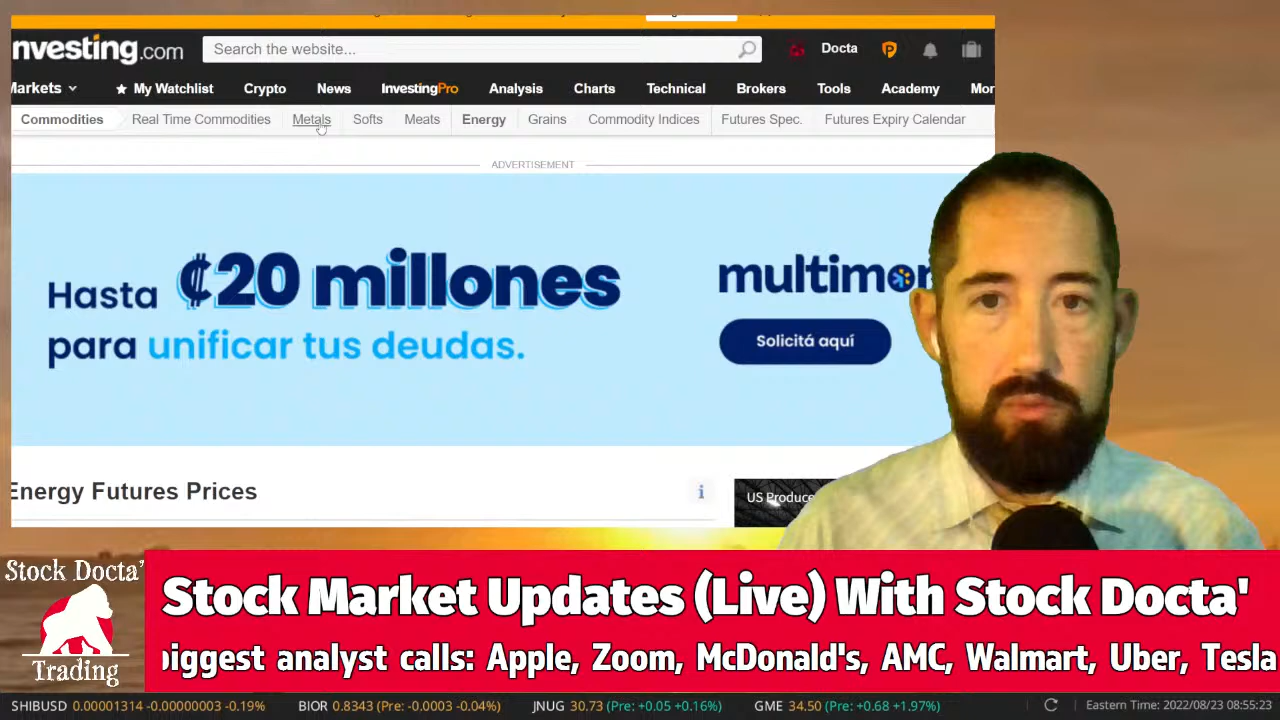 nvesting.com
Search the website...
Docta
Markets
My Watchlist
Crypto
News
InvestingPro
Analysis
Charts
Technical
Brokers
Tools
Academy
Mor
Commodities
Real Time Commodities
Metals
Softs
Meats
Energy
Grains
Commodity Indices
Futures Spec.
Futures Expiry Calendar
ADVERTISEMENT
Hasta ₡20 millones
para unificar tus deudas.
multimon
Solicitá aquí
Energy Futures Prices
US Produce
Stock Docta'
Trading
Stock Market Updates (Live) With Stock Docta'
iggest analyst calls: Apple, Zoom, McDonald's, AMC, Walmart, Uber, Tesla
SHIBUSD 0.00001314 -0.00000003 -0.19% BIOR 0.8343 (Pre: -0.0003 -0.04%) JNUG 30.73 (Pre: +0.05 +0.16%) GME 34.50 (Pre: +0.68 +1.97%) Eastern Time: 2022/08/23 08:55:23